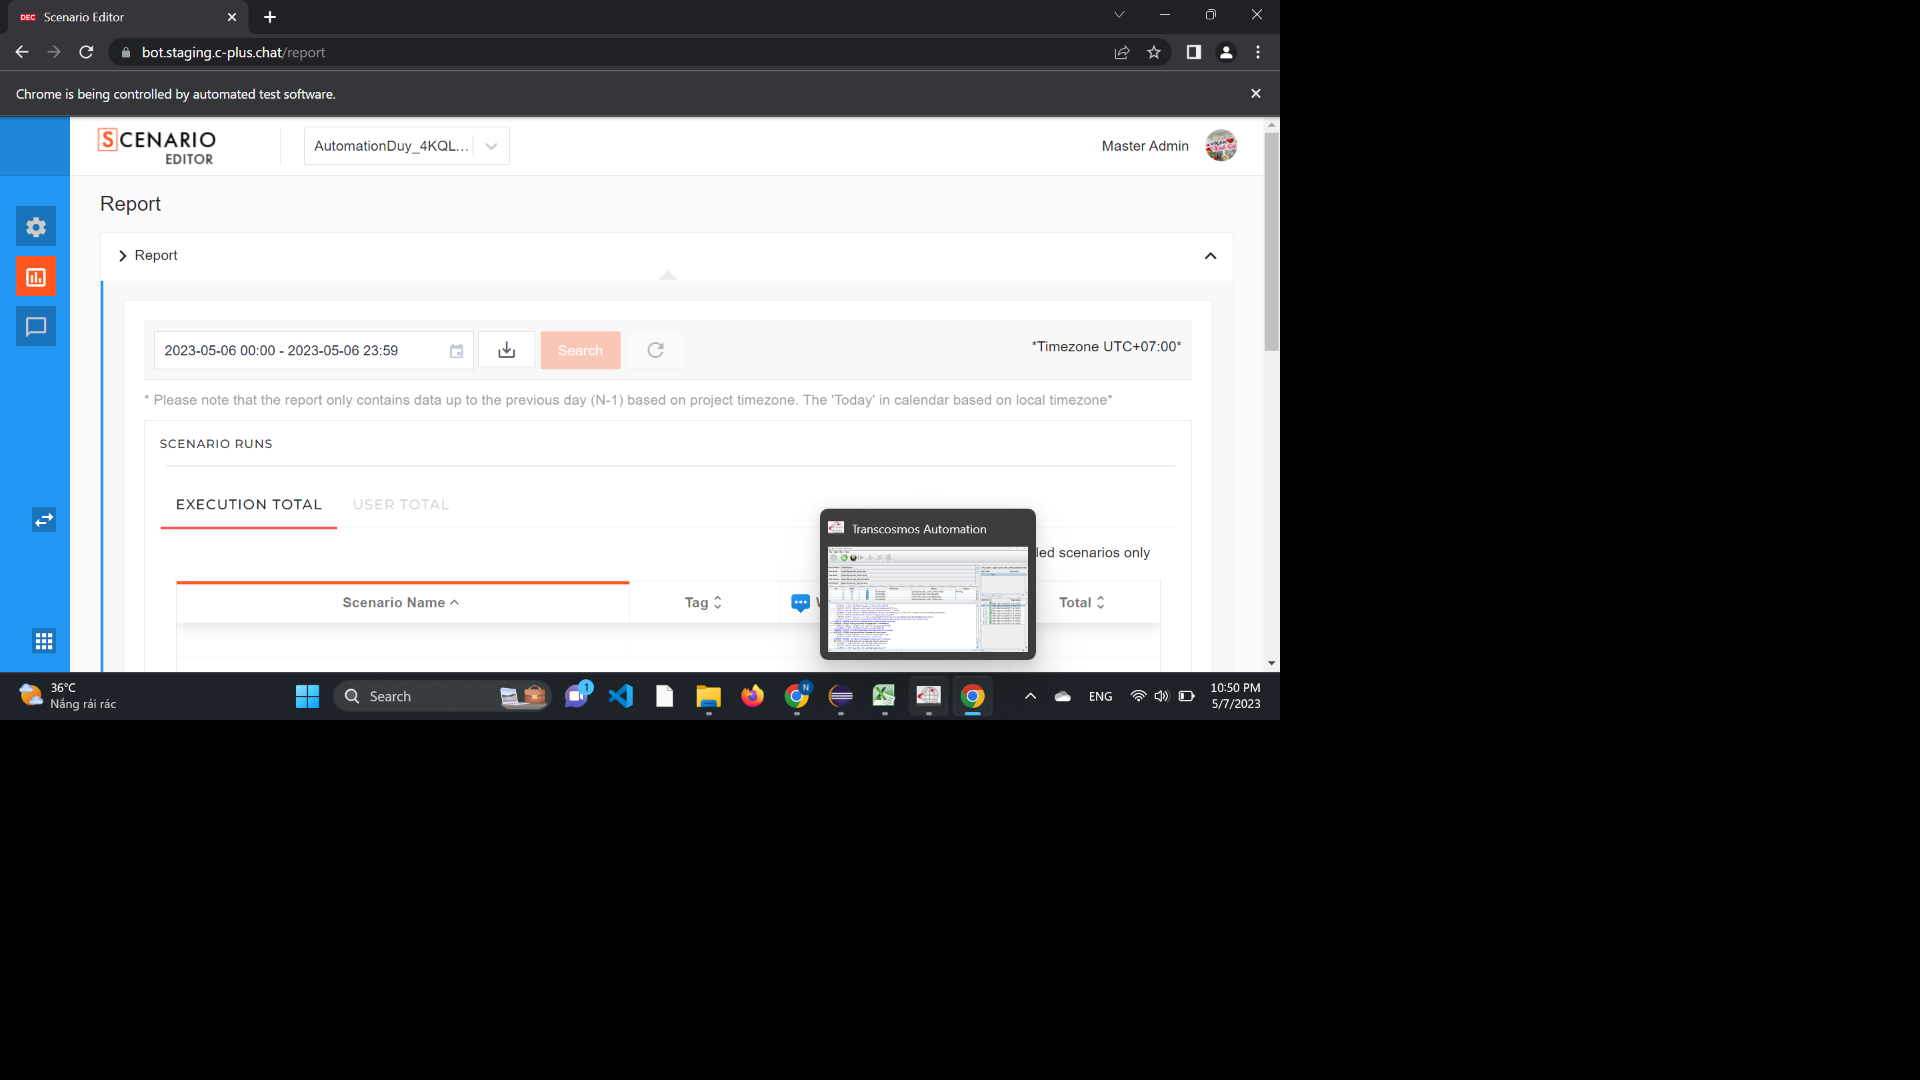 DEC Scenario Editor
bot.staging.c-plus.chat/report
Chrome is being controlled by automated test software.
SCENARIO
EDITOR
AutomationDuy_4KQL...
Master Admin
Report
Report
2023-05-06 00:00 - 2023-05-06 23:59
Search
*Timezone UTC+07:00*
* Please note that the report only contains data up to the previous day (N-1) based on project timezone. The 'Today' in calendar based on local timezone*
SCENARIO RUNS
EXECUTION TOTAL
USER TOTAL
Transcosmos Automation
led scenarios only
Scenario Name
Tag
Total
36°C
Nắng rải rác
Search
1
N
ENG
10:50 PM
5/7/2023